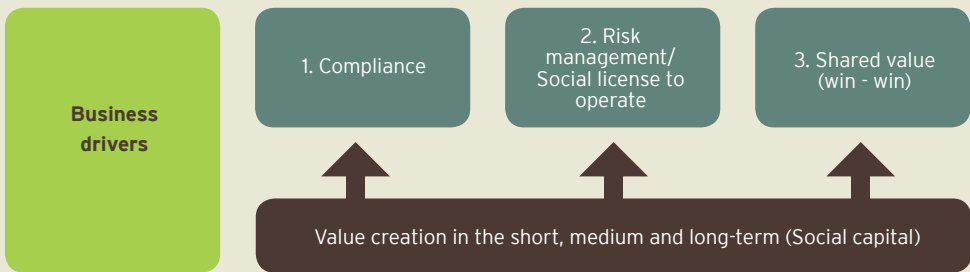 Business
drivers
1. Compliance
2. Risk
management/
Social license to
operate
3. Shared value
(win - win)
Value creation in the short, medium and long-term (Social capital)